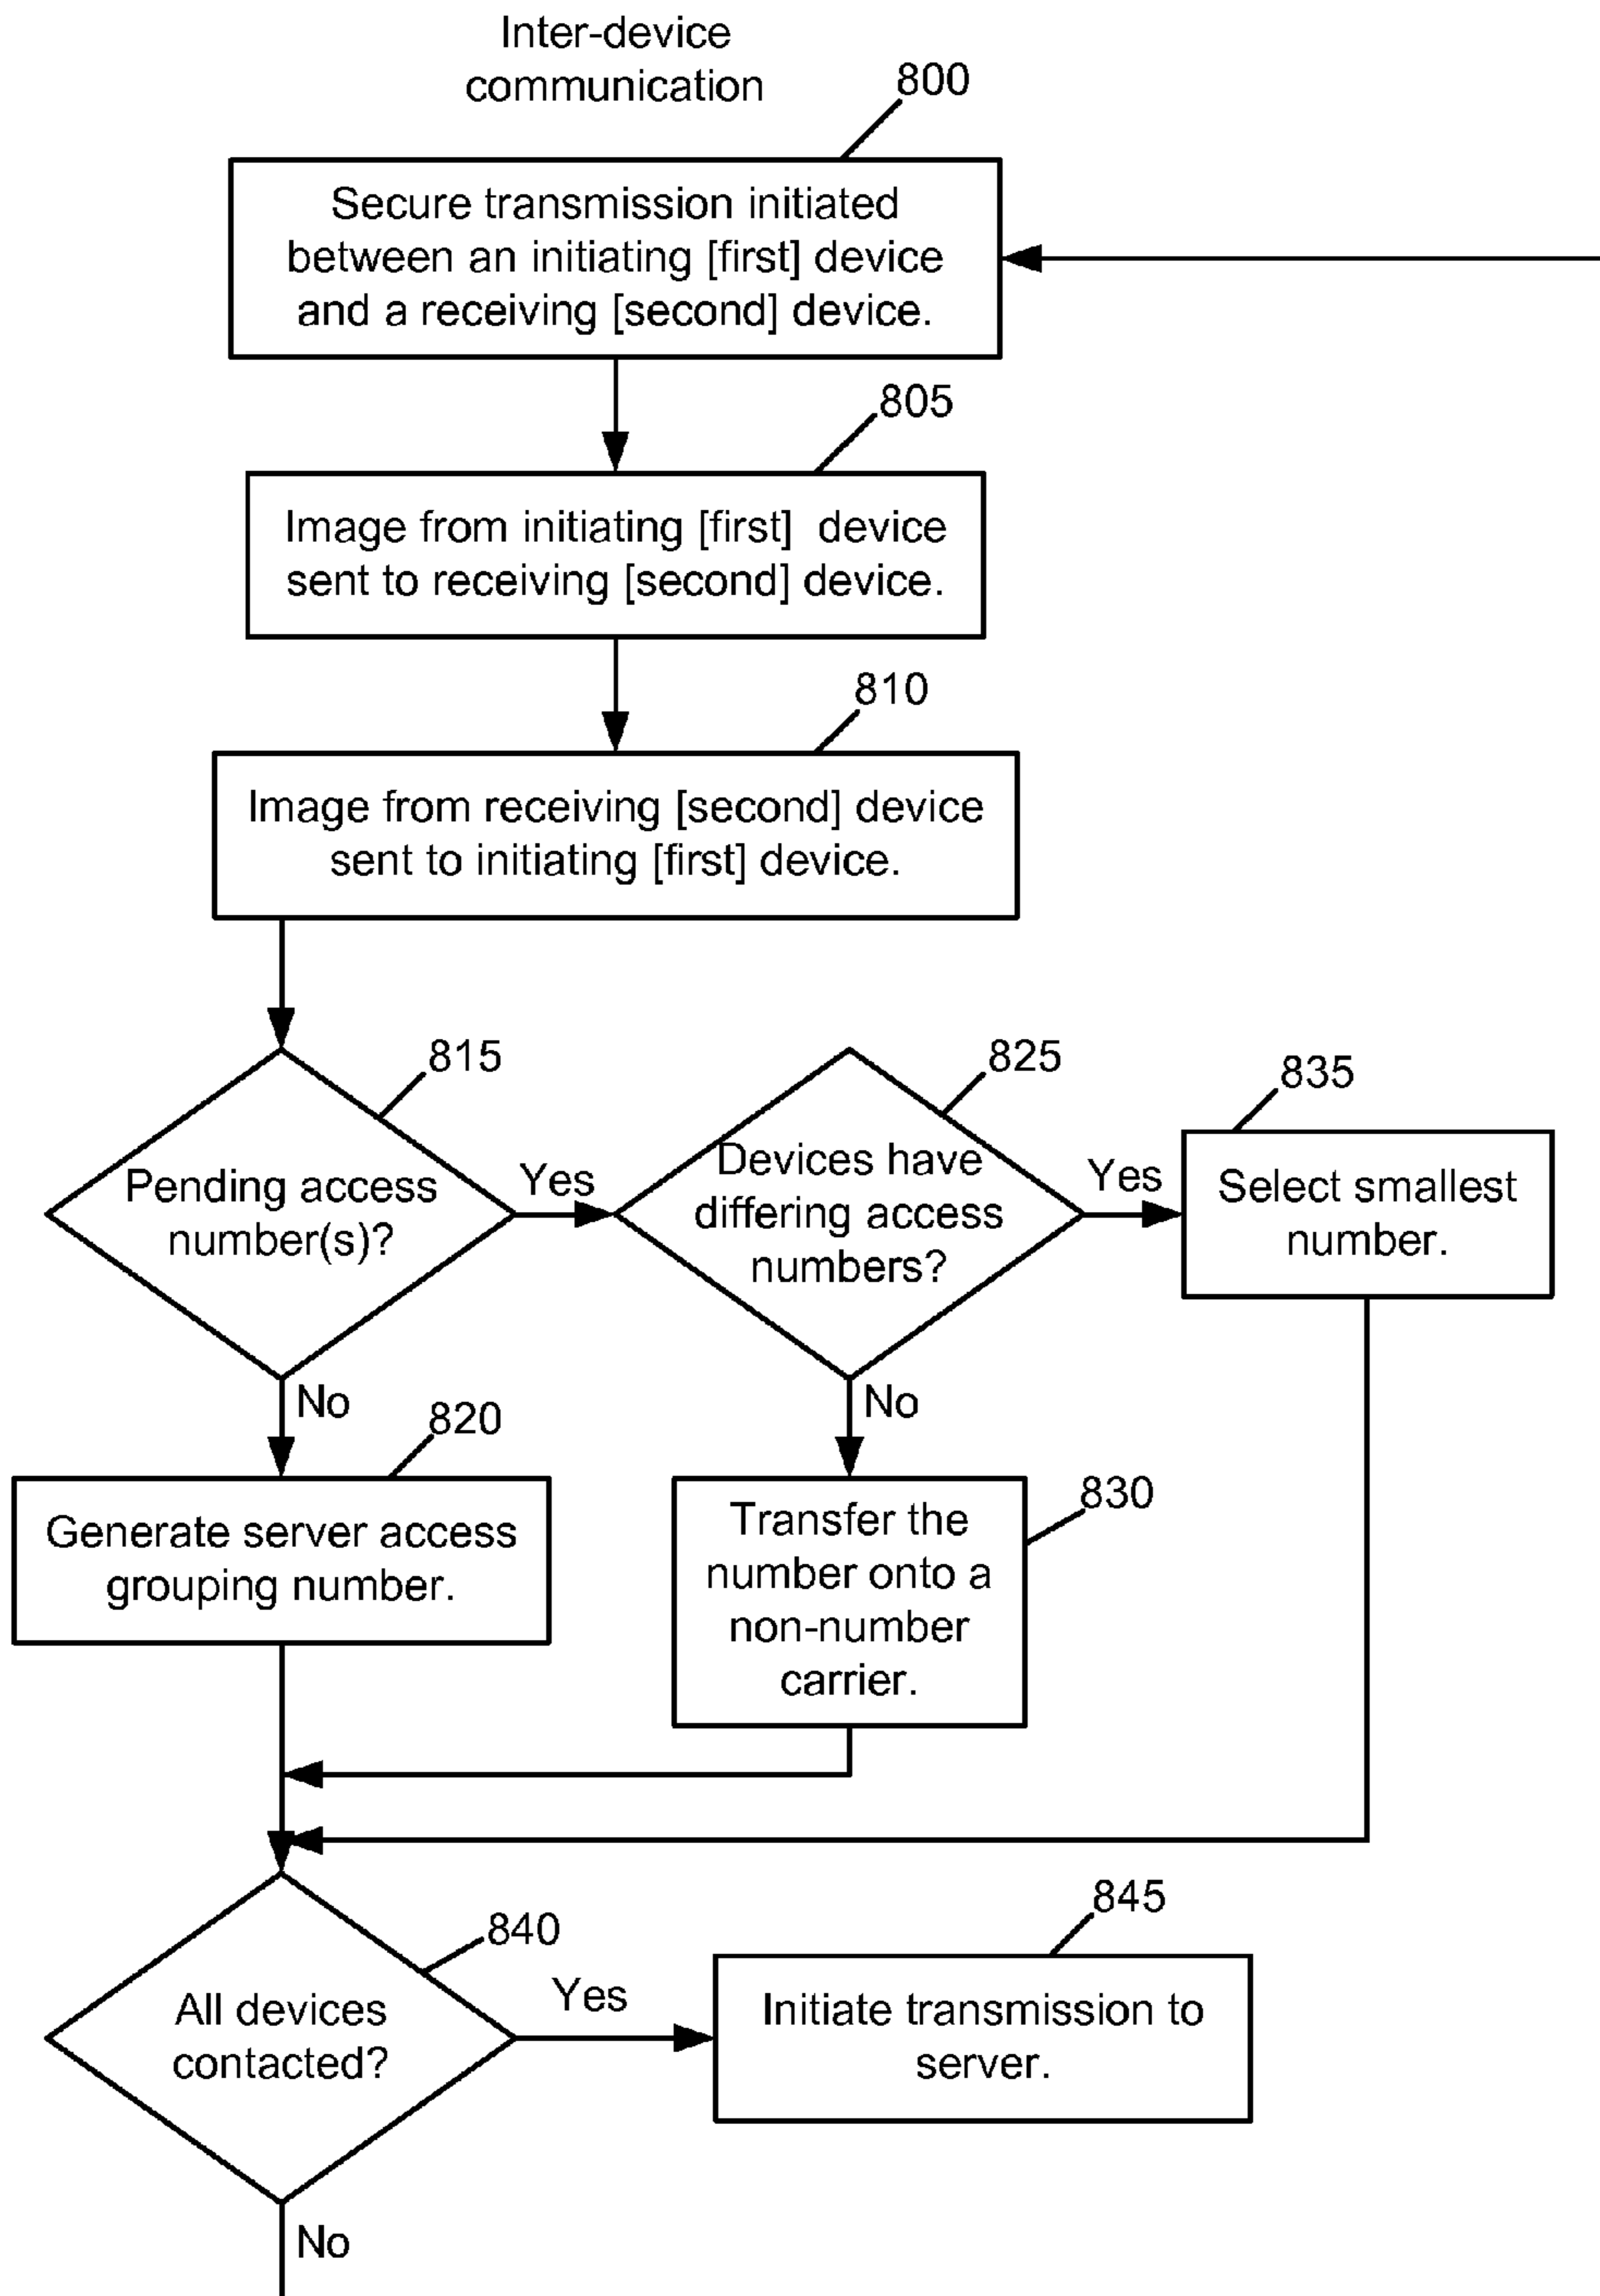 Inter-device
communication
800
Secure transmission initiated
between an initiating [first] device
and a receiving [second] device.
805
Image from initiating [first] device
sent to receiving [second] device.
810
Image from receiving [second] device
sent to initiating [first] device.
815
Pending access
number(s)?
Yes
825
Devices have
differing access
numbers?
Yes
835
Select smallest
number.
No
820
Generate server access
grouping number.
No
830
Transfer the
number onto a
non-number
carrier.
840
All devices
contacted?
Yes
845
Initiate transmission to
server.
No